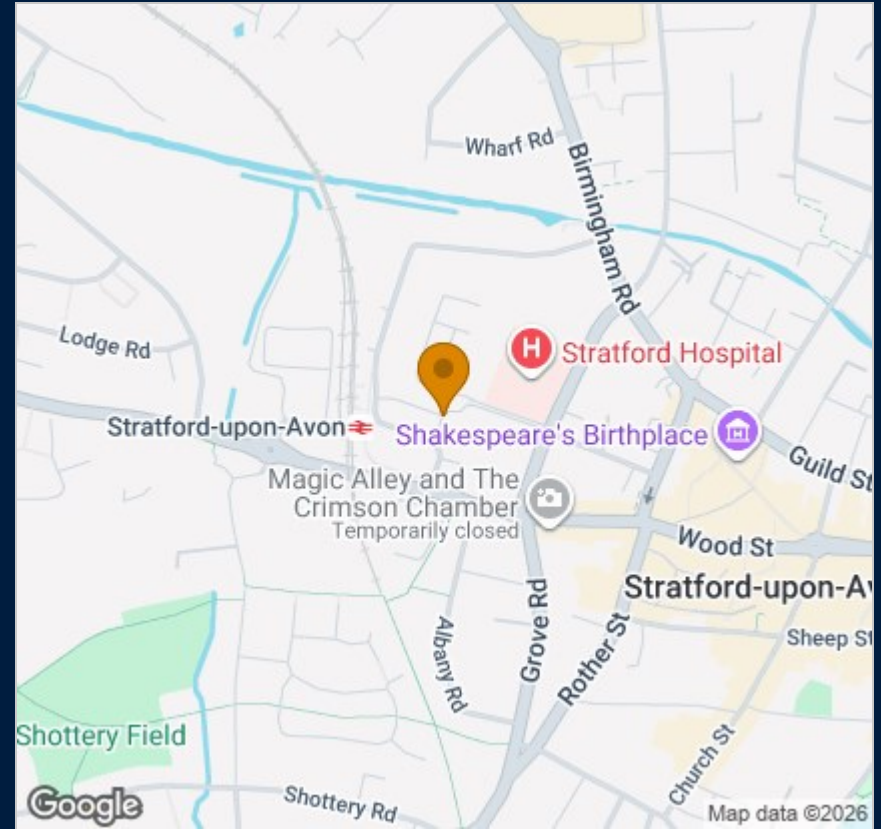 Wharf Rd
Birmingham Rd
Lodge Rd
H
Stratford Hospital
Stratford-upon-Avon
Shakespeare's Birthplace
Guild St
Magic Alley and The
Crimson Chamber
Temporarily closed
Wood St
Stratford-upon-Av
Grove Rd
Rother St
Sheep St
Albany Rd
Church St
Shottery Field
Shottery Rd
Google
Map data ©2026